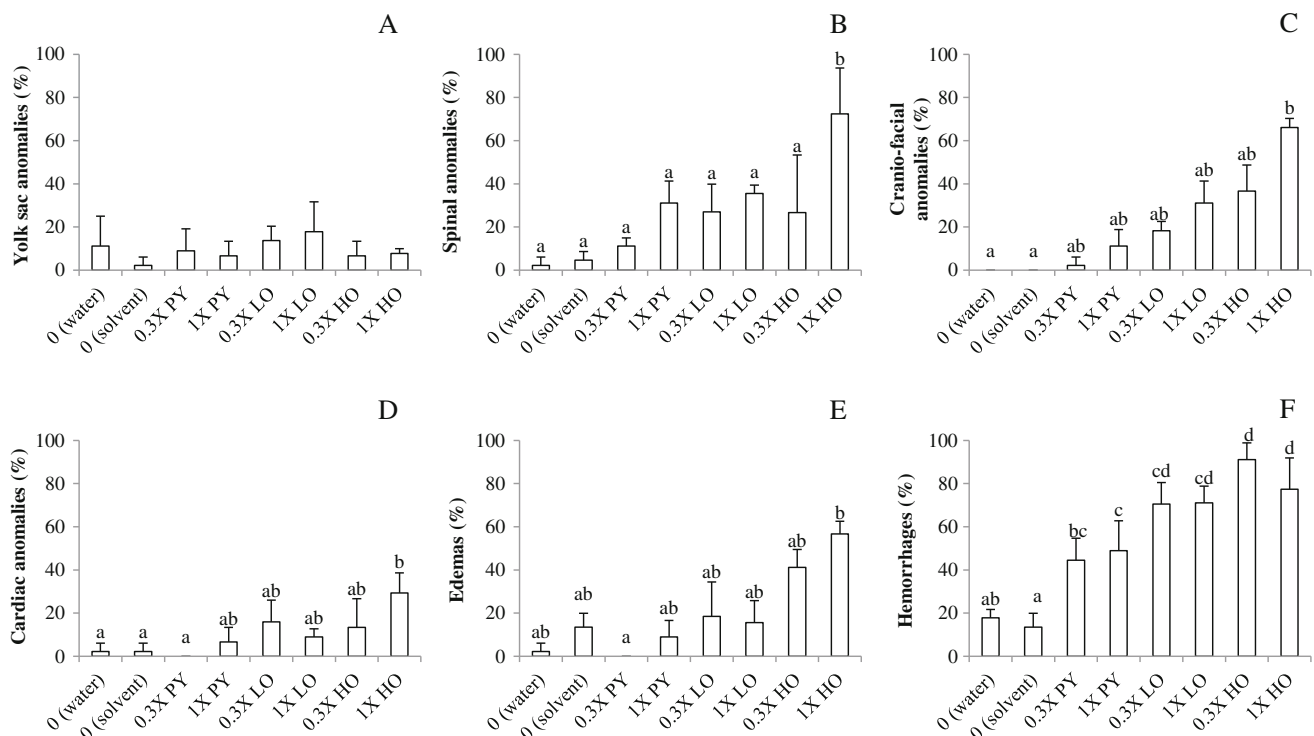 A
Yolk sac anomalies (%)
100
80
60
40
20
0
0 (water)
0 (solvent)
0.3X PY
1X PY
0.3X LO
1X LO
0.3X HO
1X HO
B
Spinal anomalies (%)
100
80
60
40
20
0
a
a
a
a
a
a
a
b
0 (water)
0 (solvent)
0.3X PY
1X PY
0.3X LO
1X LO
0.3X HO
1X HO
C
Cranio-facial
anomalies (%)
100
80
60
40
20
0
a
a
ab
ab
ab
ab
ab
b
0 (water)
0 (solvent)
0.3X PY
1X PY
0.3X LO
1X LO
0.3X HO
1X HO
D
Cardiac anomalies (%)
100
80
60
40
20
0
a
a
a
ab
ab
ab
ab
b
0 (water)
0 (solvent)
0.3X PY
1X PY
0.3X LO
1X LO
0.3X HO
1X HO
E
Edemas (%)
100
80
60
40
20
0
ab
ab
a
ab
ab
ab
ab
b
0 (water)
0 (solvent)
0.3X PY
1X PY
0.3X LO
1X LO
0.3X HO
1X HO
F
Hemorrhages (%)
100
80
60
40
20
0
ab
a
bc
c
cd
cd
d
d
0 (water)
0 (solvent)
0.3X PY
1X PY
0.3X LO
1X LO
0.3X HO
1X HO